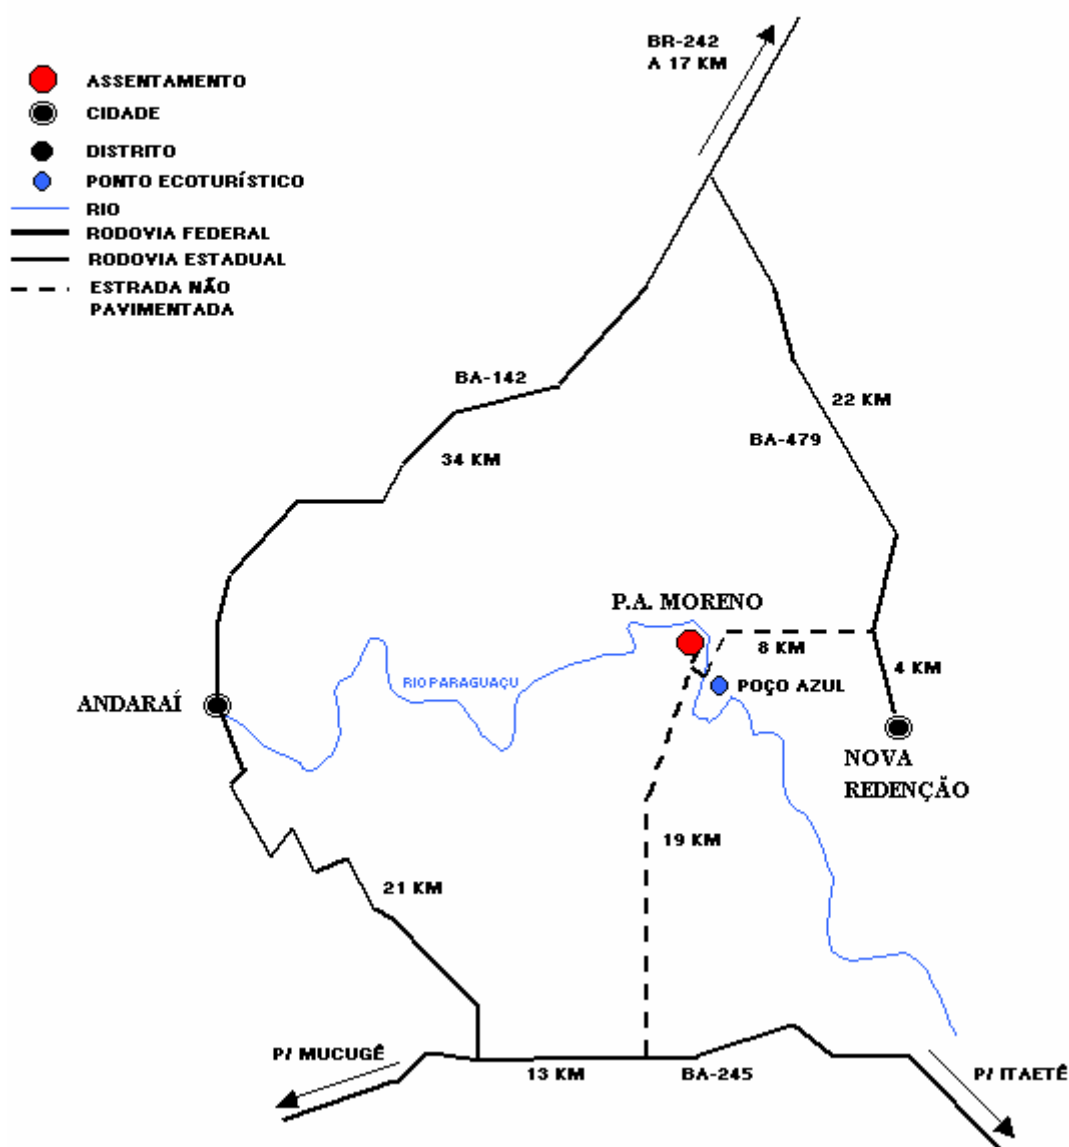 BR-242
A 17 KM
ASSENTAMENTO
CIDADE
DISTRITO
PONTO ECOTURÍSTICO
RIO
RODOVIA FEDERAL
RODOVIA ESTADUAL
ESTRADA NÃO
PAVIMENTADA
BA-142
22 KM
BA-479
34 KM
P.A. MORENO
8 KM
4 KM
RIO PARAGUAÇU
POÇO AZUL
ANDARAÍ
NOVA
REDENÇÃO
19 KM
21 KM
P/ MUCUGÊ
13 KM
BA-245
P/ ITAETÊ